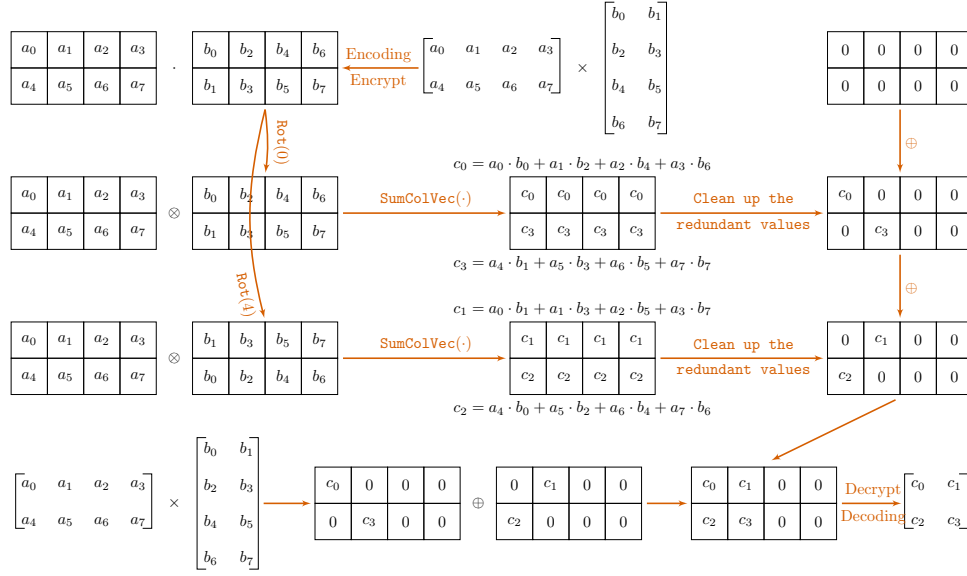 a₀ a₁ a₂ a₃ b₀ b₂ b₄ b₆ Encoding a₀ a₁ a₂ a₃ b₀ b₁ 0 0 0 0
a₄ a₅ a₆ a₇ · b₁ b₃ b₅ b₇ Encrypt a₄ a₅ a₆ a₇ × b₂ b₃ 0 0 0 0
b₄ b₅
b₆ b₇
Rot(0)
⊕
c₀ = a₀ · b₀ + a₁ · b₂ + a₂ · b₄ + a₃ · b₆
a₀ a₁ a₂ a₃ ⊗ b₀ b₂ b₄ b₆ SumColVec(·) c₀ c₀ c₀ c₀ Clean up the c₀ 0 0 0
a₄ a₅ a₆ a₇ b₁ b₃ b₅ b₇ c₃ c₃ c₃ c₃ redundant values 0 c₃ 0 0
c₃ = a₄ · b₁ + a₅ · b₃ + a₆ · b₅ + a₇ · b₇
Rot(4)
⊕
c₁ = a₀ · b₁ + a₁ · b₃ + a₂ · b₅ + a₃ · b₇
a₀ a₁ a₂ a₃ ⊗ b₁ b₃ b₅ b₇ SumColVec(·) c₁ c₁ c₁ c₁ Clean up the 0 c₁ 0 0
a₄ a₅ a₆ a₇ b₀ b₂ b₄ b₆ c₂ c₂ c₂ c₂ redundant values c₂ 0 0 0
c₂ = a₄ · b₀ + a₅ · b₂ + a₆ · b₄ + a₇ · b₆
b₀ b₁
a₀ a₁ a₂ a₃ × b₂ b₃ c₀ 0 0 0 ⊕ 0 c₁ 0 0 c₀ c₁ 0 0 Decrypt c₀ c₁
a₄ a₅ a₆ a₇ b₄ b₅ 0 c₃ 0 0 c₂ 0 0 0 c₂ c₃ 0 0 Decoding c₂ c₃
b₆ b₇